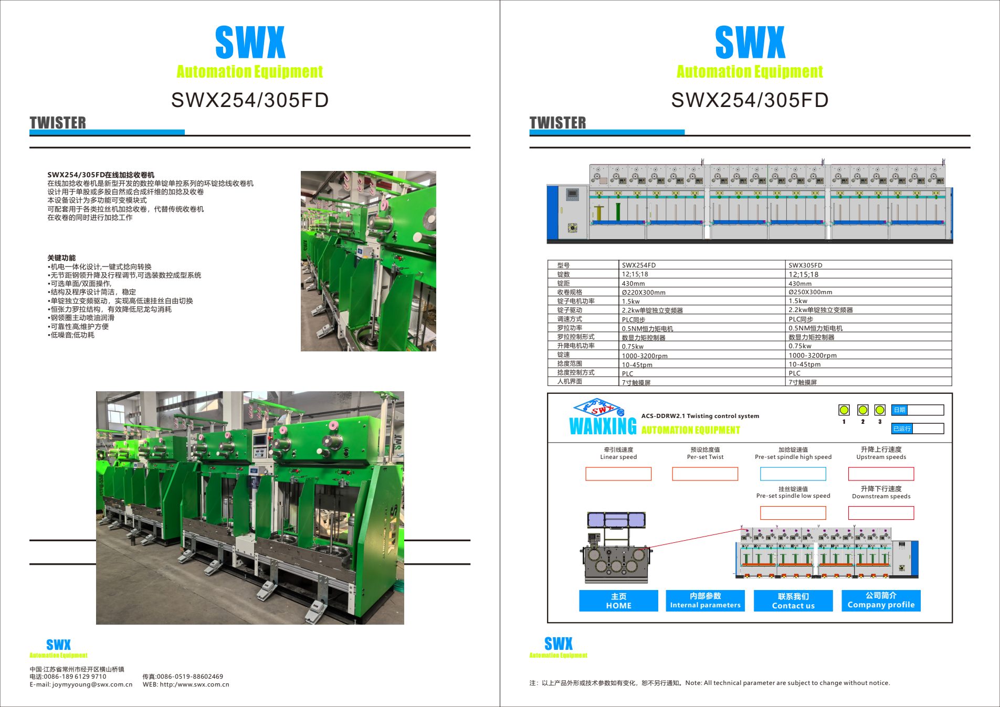 SWX
Automation Equipment
SWX254/305FD
TWISTER
SWX254/305FD在线加捻收卷机
在线加捻收卷机是新型开发的数控单锭单控系列的环锭捻线收卷机
设计用于单股或多股自然或合成纤维的加捻及收卷
本设备设计为多功能可变模块式
可配套用于各类拉丝机加捻收卷，代替传统收卷机
在收卷的同时进行加捻工作
关键功能
•机电一体化设计,一键式捻向转换
•无节距钢领升降及行程调节,可选装数控成型系统
•可选单面/双面操作,
•结构及程序设计简洁，稳定
•单锭独立变频驱动，实现高低速挂丝自由切换
•恒张力罗拉结构，有效降低尼龙勾消耗
•钢领圈主动喷油润滑
•可靠性高;维护方便
•低噪音;低功耗
SWX
Automation Equipment
中国·江苏省常州市经开区横山桥镇
电话:0086-189 6129 9710 传真:0086-0519-88602469
E-mail: joymyyoung@swx.com.cn WEB: http:/www.swx.com.cn
SWX
Automation Equipment
SWX254/305FD
TWISTER
型号 SWX254FD SWX305FD
锭数 12;15;18 12;15;18
锭距 430mm 430mm
收卷规格 Ø220X300mm Ø250X300mm
锭子电机功率 1.5kw 1.5kw
锭子驱动 2.2kw单锭独立变频器 2.2kw单锭独立变频器
调速方式 PLC同步 PLC同步
罗拉功率 0.5NM恒力矩电机 0.5NM恒力矩电机
罗拉控制形式 数显力矩控制器 数显力矩控制器
升降电机功率 0.75kw 0.75kw
锭速 1000-3200rpm 1000-3200rpm
捻度范围 10-45tpm 10-45tpm
捻度控制方式 PLC PLC
人机界面 7寸触摸屏 7寸触摸屏
SWX ®
WANXING
ACS-DDRW2.1 Twisting control system
AUTOMATION EQUIPMENT
1 2 3
日期
已运行
牵引线速度 预设捻度值 加捻锭速值 升降上行速度
Linear speed Per-set Twist Pre-set spindle high speed Upstream speeds
挂丝锭速值 升降下行速度
Pre-set spindle low speed Downstream speeds
主页 内部参数 联系我们 公司简介
HOME Internal parameters Contact us Company profile
SWX
Automation Equipment
注：以上产品外形或技术参数如有变化，恕不另行通知。Note: All technical parameter are subject to change without notice.